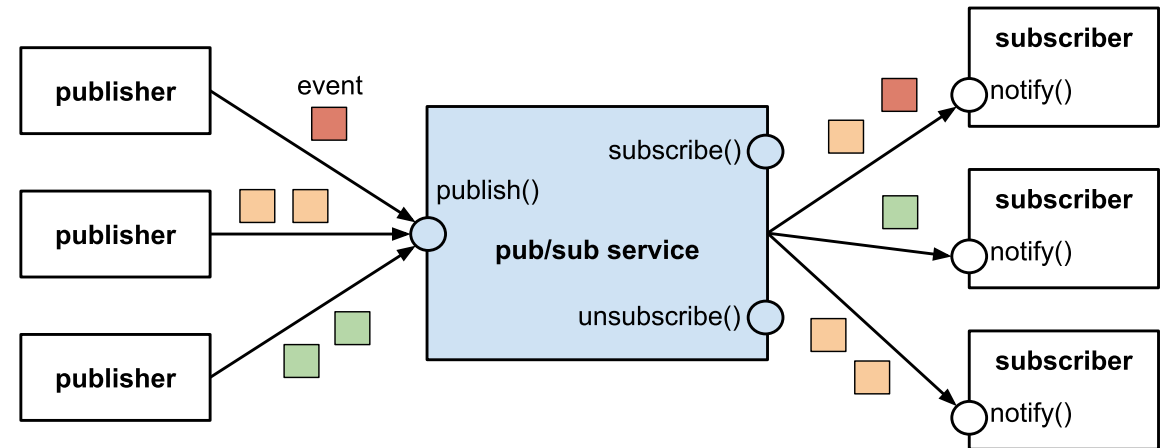 publisher
event
publisher
publisher
publish()
subscribe()
pub/sub service
unsubscribe()
subscriber
notify()
subscriber
notify()
subscriber
notify()